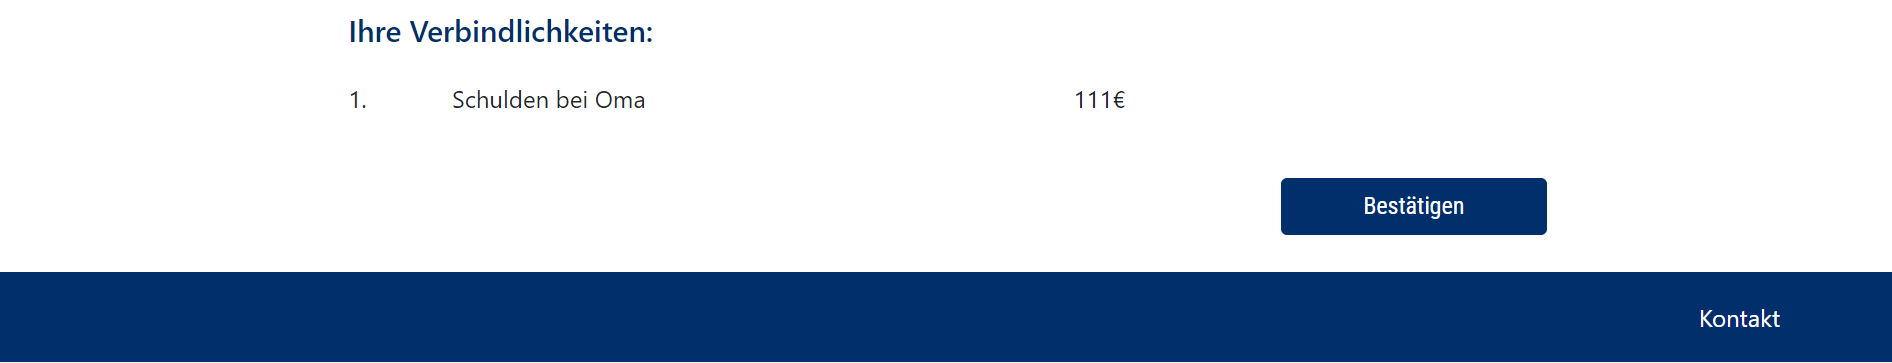 Ihre Verbindlichkeiten:
1. Schulden bei Oma 111€
Bestätigen
Kontakt